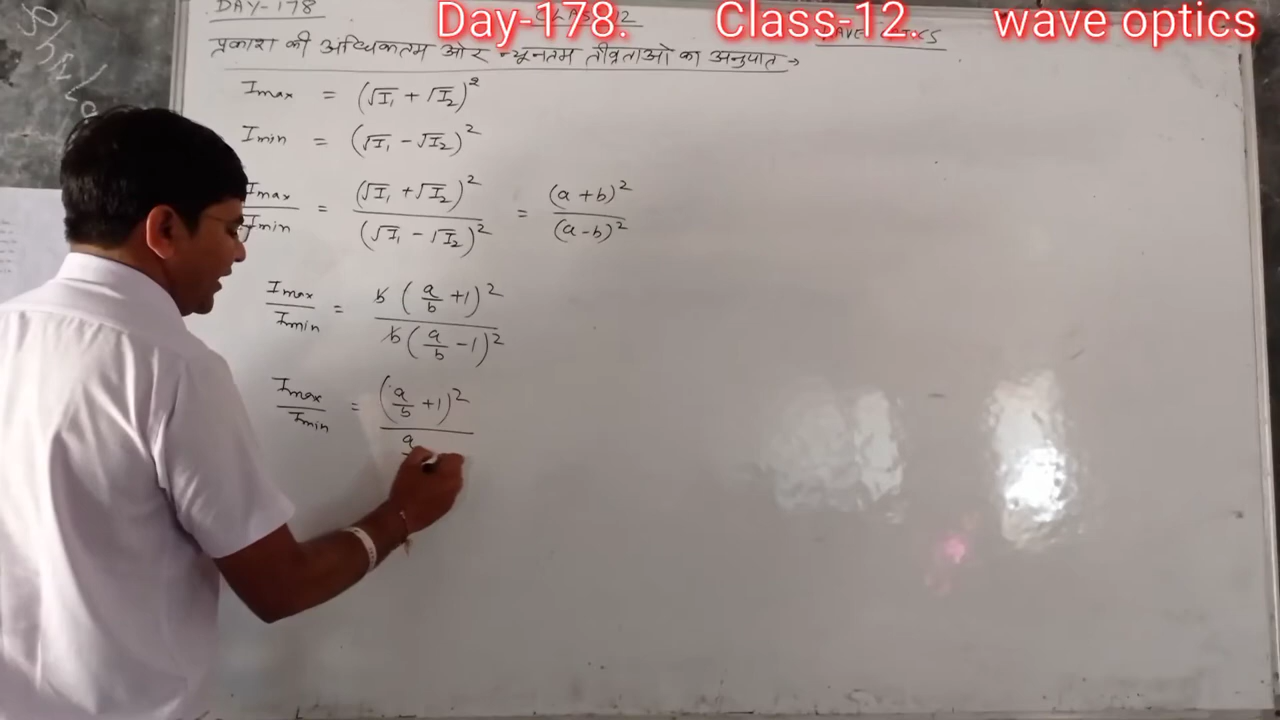 DAY-178 CLASS-12
Day-178. Class-12. wave optics
प्रकाश की अधिकतम और न्यूनतम तीव्रताओं का अनुपात →
Imax = (√I₁ + √I₂)²
Imin = (√I₁ - √I₂)²
Imax/Imin = (√I₁ + √I₂)²/(√I₁ - √I₂)² = (a + b)²/(a - b)²
Imax/Imin = b(a/b + 1)²/b(a/b - 1)²
Imax/Imin = (a/b + 1)²/a